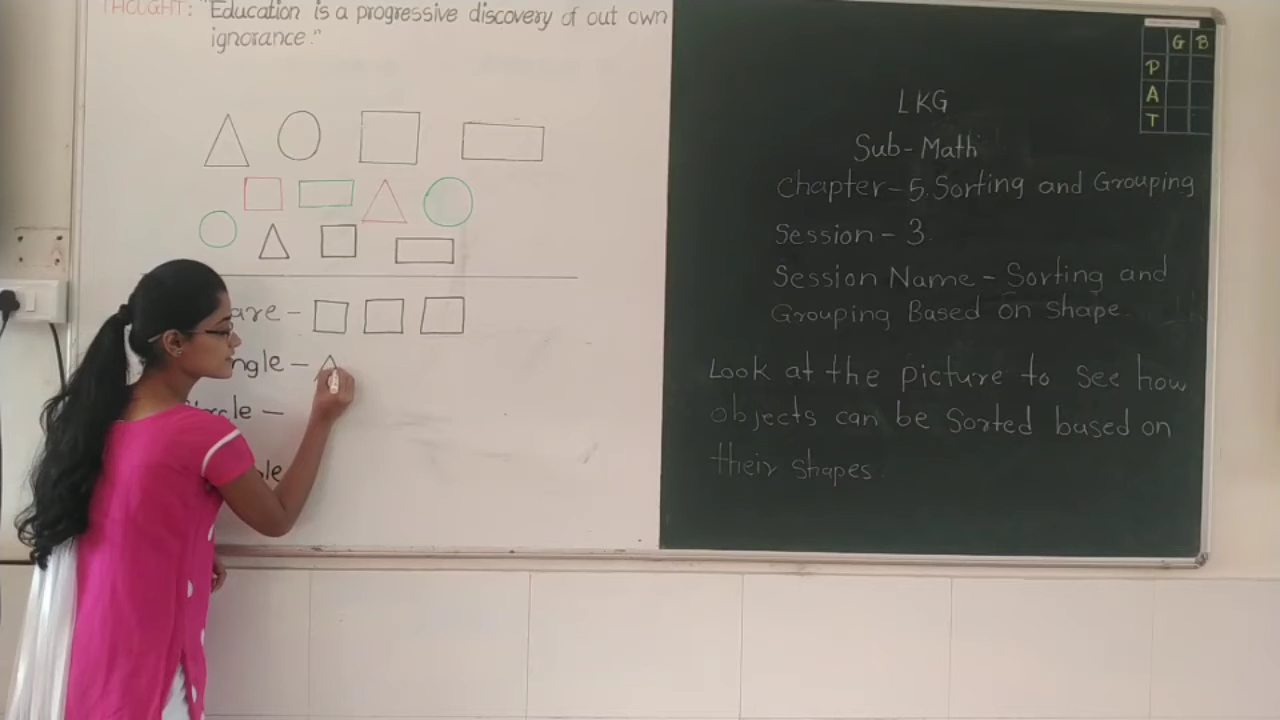 THOUGHT: "Education is a progressive discovery of out own
ignorance."
are -
ngle -
cle -
le
G B
P
A
T
LKG
Sub- Math
Chapter- 5. Sorting and Grouping
Session - 3.
Session Name - Sorting and
Grouping Based on shape.
Look at the picture to see how
objects can be Sorted based on
their shapes.